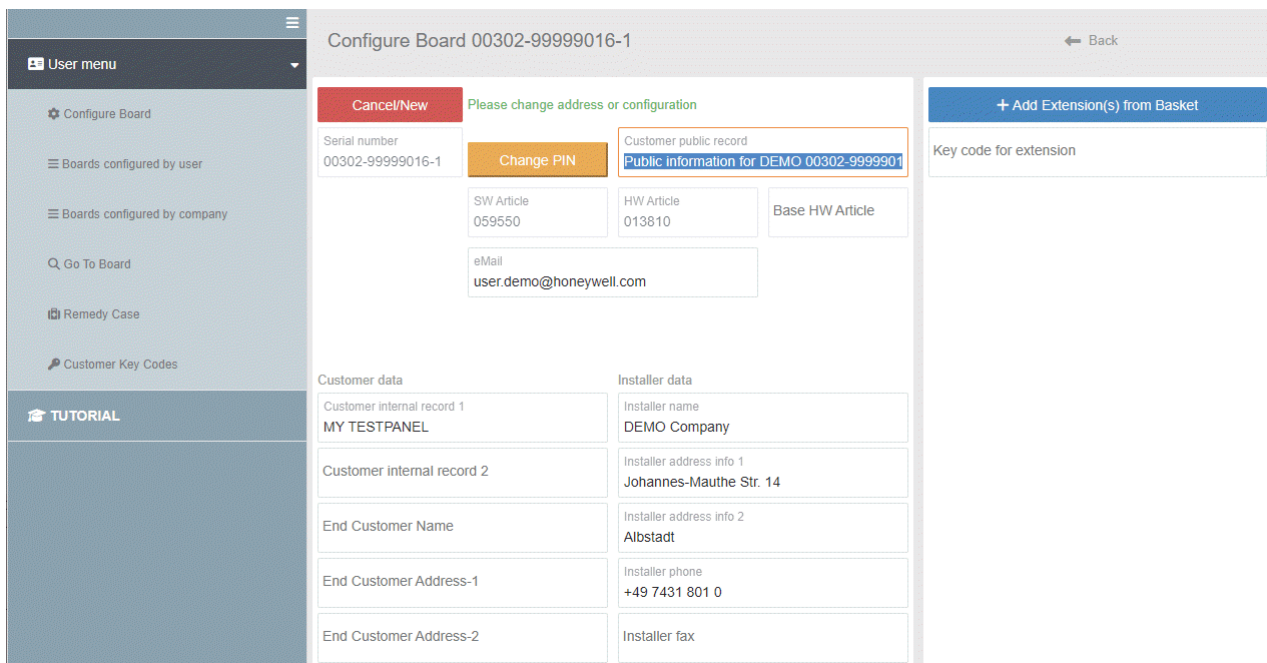 User menu
Configure Board
Boards configured by user
Boards configured by company
Go To Board
Remedy Case
Customer Key Codes
TUTORIAL
Configure Board 00302-99999016-1
Back
Cancel/New
Please change address or configuration
Serial number
00302-99999016-1
Change PIN
Customer public record
Public information for DEMO 00302-9999901
SW Article
059550
HW Article
013810
Base HW Article
eMail
user.demo@honeywell.com
Customer data
Customer internal record 1
MY TESTPANEL
Customer internal record 2
End Customer Name
End Customer Address-1
End Customer Address-2
Installer data
Installer name
DEMO Company
Installer address info 1
Johannes-Mauthe Str. 14
Installer address info 2
Albstadt
Installer phone
+49 7431 801 0
Installer fax
+ Add Extension(s) from Basket
Key code for extension